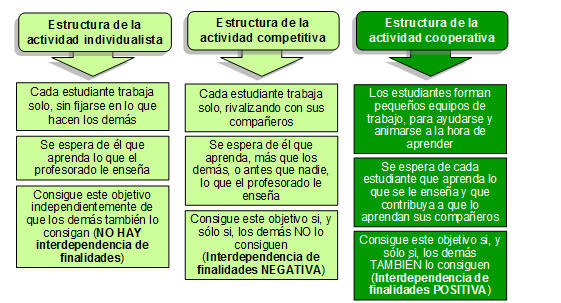 Estructura de la
actividad individualista
Cada estudiante trabaja
solo, sin fijarse en lo que
hacen los demás
Se espera de él que
aprenda lo que el
profesorado le enseña
Consigue este objetivo
independientemente de
que los demás también lo
consigan (NO HAY
interdependencia de
finalidades)
Estructura de la
actividad competitiva
Cada estudiante trabaja
solo, rivalizando con sus
compañeros
Se espera de él que
aprenda, más que los
demás, o antes que nadie,
lo que el profesorado le
enseña
Consigue este objetivo si, y
sólo si, los demás NO lo
consiguen
(Interdependencia de
finalidades NEGATIVA)
Estructura de la
actividad cooperativa
Los estudiantes forman
pequeños equipos de
trabajo, para ayudarse y
animarse a la hora de
aprender
Se espera de cada
estudiante que aprenda lo
que se le enseña y que
contribuya a que lo
aprendan sus compañeros
Consigue este objetivo si, y
sólo si, los demás
TAMBIÉN lo consiguen
(Interdependencia de
finalidades POSITIVA)